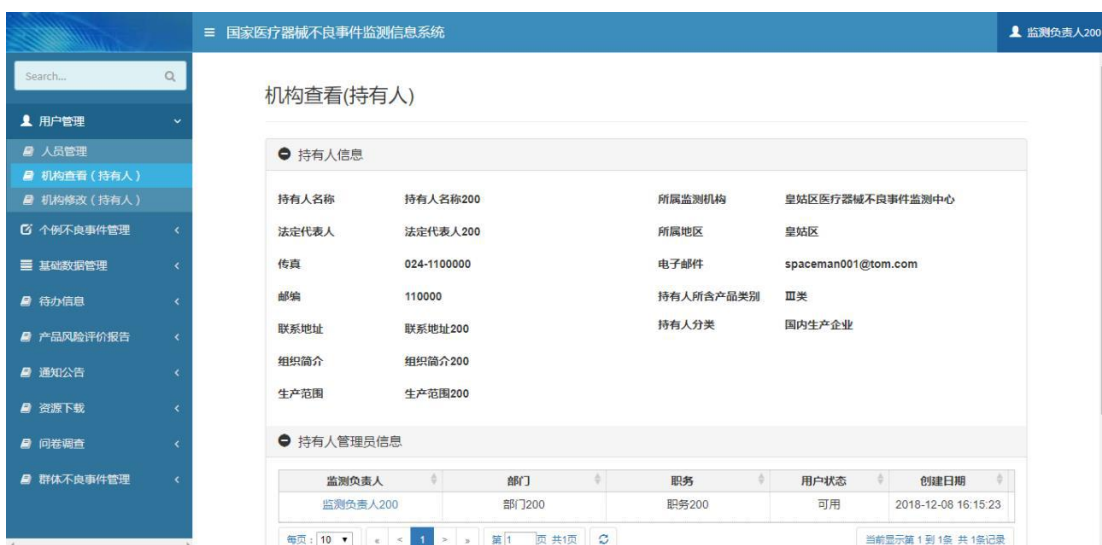 国家医疗器械不良事件监测信息系统
监测负责人200
Search...
用户管理
人员管理
机构查看（持有人）
机构修改（持有人）
个例不良事件管理
基础数据管理
待办信息
产品风险评价报告
通知公告
资源下载
问卷调查
群体不良事件管理
机构查看(持有人)
持有人信息
持有人名称 持有人名称200 所属监测机构 皇姑区医疗器械不良事件监测中心
法定代表人 法定代表人200 所属地区 皇姑区
传真 024-1100000 电子邮件 spaceman001@tom.com
邮编 110000 持有人所含产品类别 Ⅲ类
联系地址 联系地址200 持有人分类 国内生产企业
组织简介 组织简介200
生产范围 生产范围200
持有人管理员信息
监测负责人 部门 职务 用户状态 创建日期
监测负责人200 部门200 职务200 可用 2018-12-08 16:15:23
每页：10 « < 1 > » 第 1 页 共1页 当前显示第 1 到 1条 共 1条记录